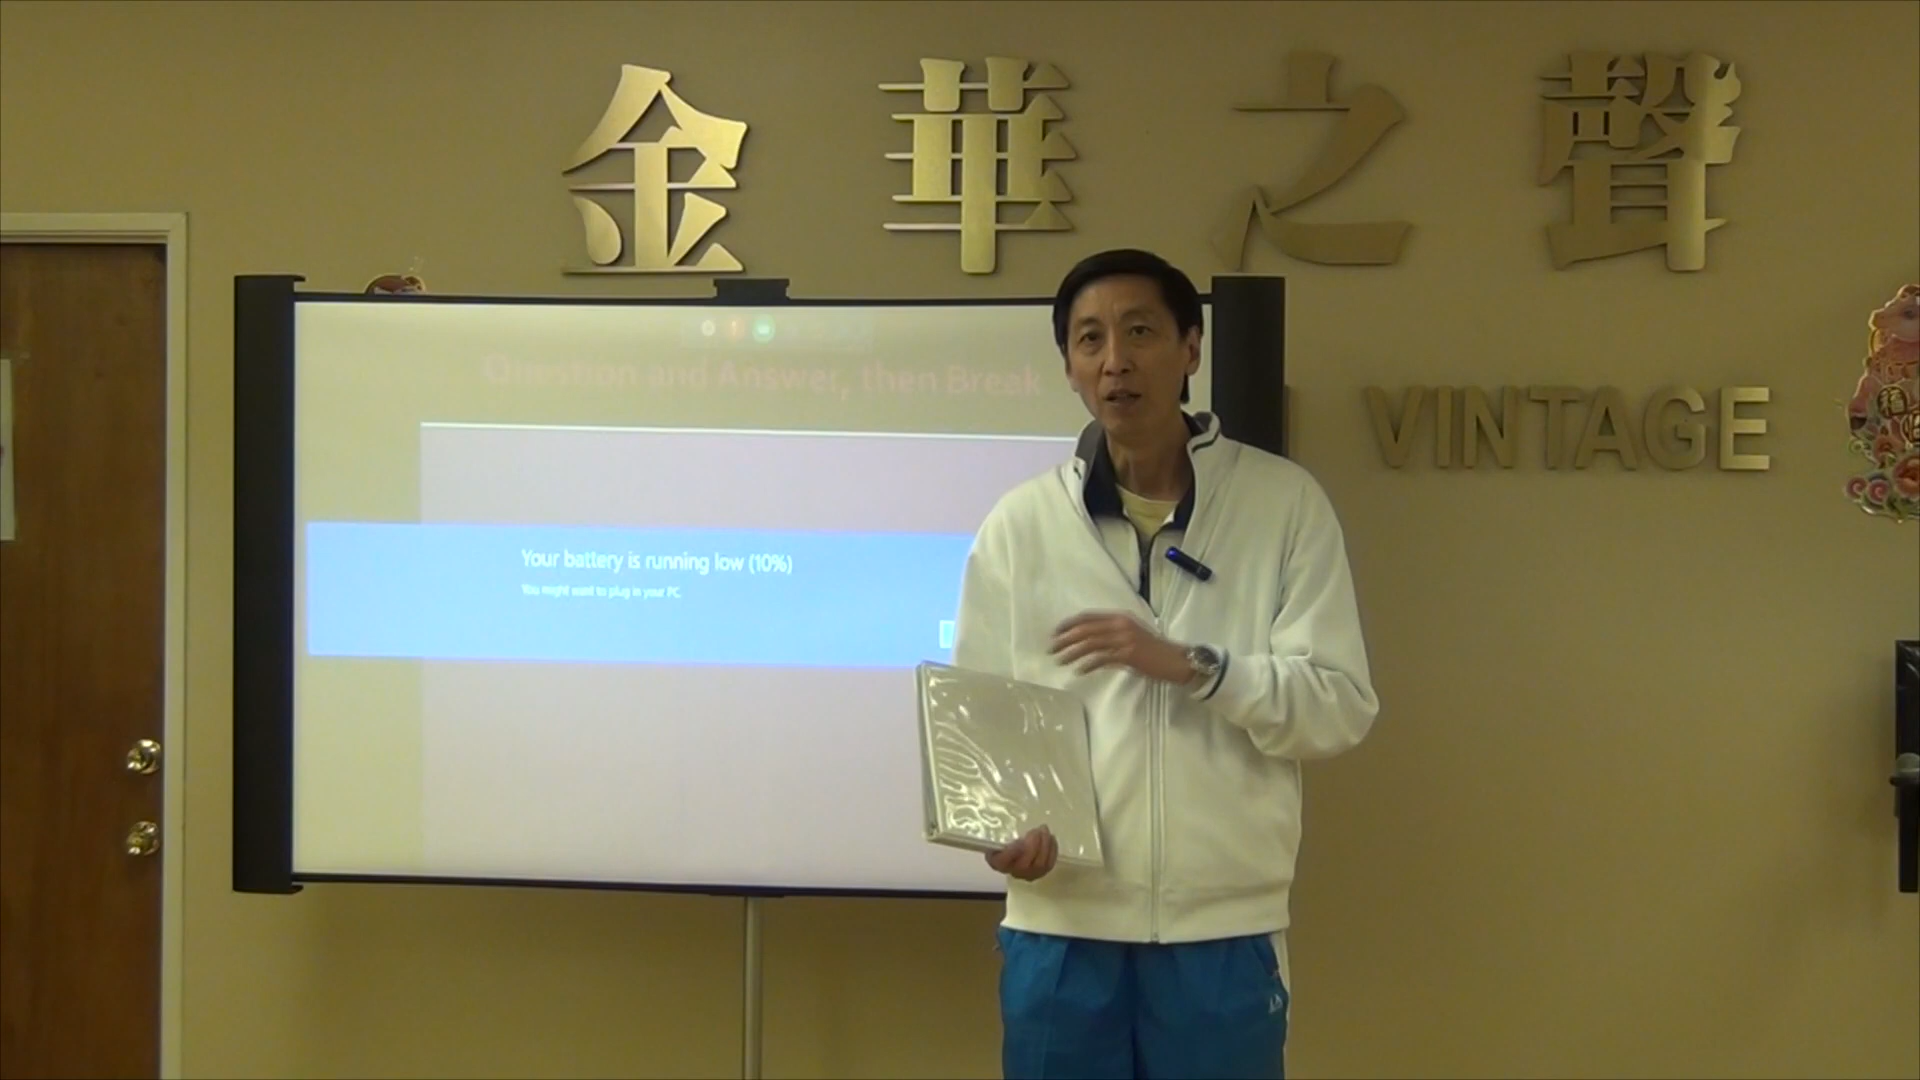 金華之聲
VINTAGE
Question and Answer, then Break
Your battery is running low (10%)
You might want to plug in your PC.